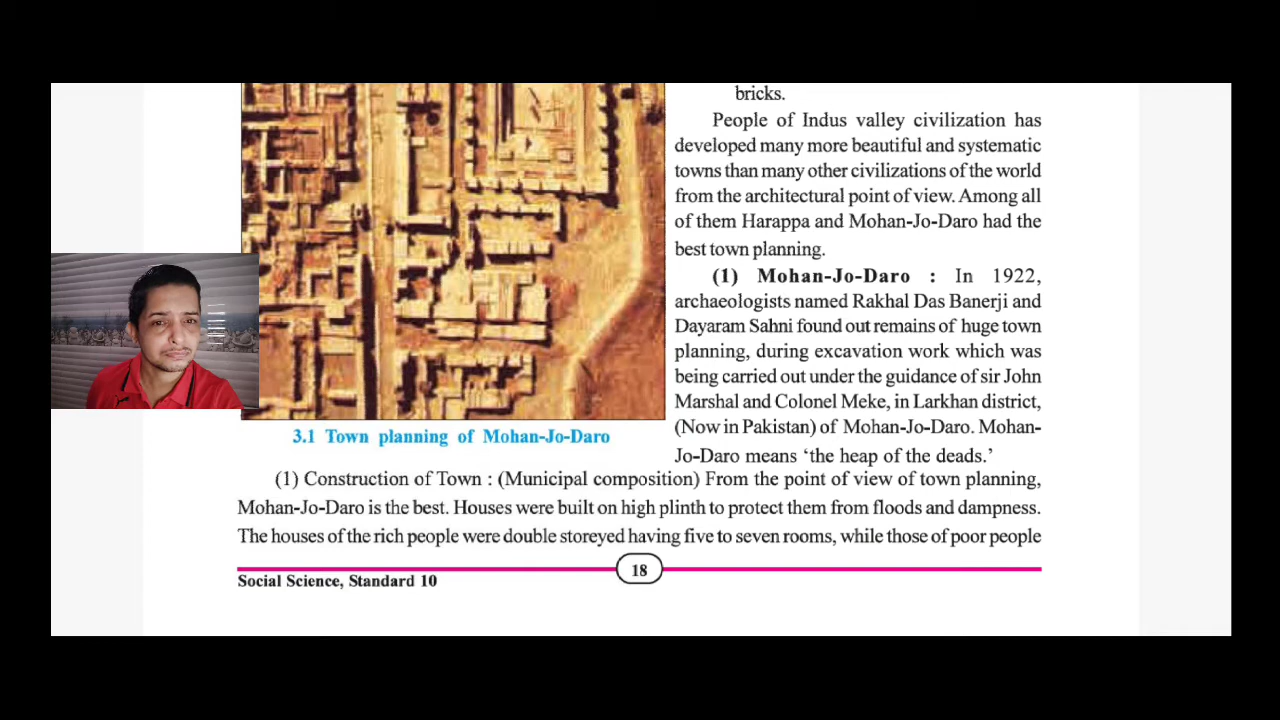 bricks.
People of Indus valley civilization has
developed many more beautiful and systematic
towns than many other civilizations of the world
from the architectural point of view. Among all
of them Harappa and Mohan-Jo-Daro had the
best town planning.
(1) Mohan-Jo-Daro : In 1922,
archaeologists named Rakhal Das Banerji and
Dayaram Sahni found out remains of huge town
planning, during excavation work which was
being carried out under the guidance of sir John
Marshal and Colonel Meke, in Larkhan district,
(Now in Pakistan) of Mohan-Jo-Daro. Mohan-
Jo-Daro means ‘the heap of the deads.’
3.1 Town planning of Mohan-Jo-Daro
(1) Construction of Town : (Municipal composition) From the point of view of town planning,
Mohan-Jo-Daro is the best. Houses were built on high plinth to protect them from floods and dampness.
The houses of the rich people were double storeyed having five to seven rooms, while those of poor people
18
Social Science, Standard 10